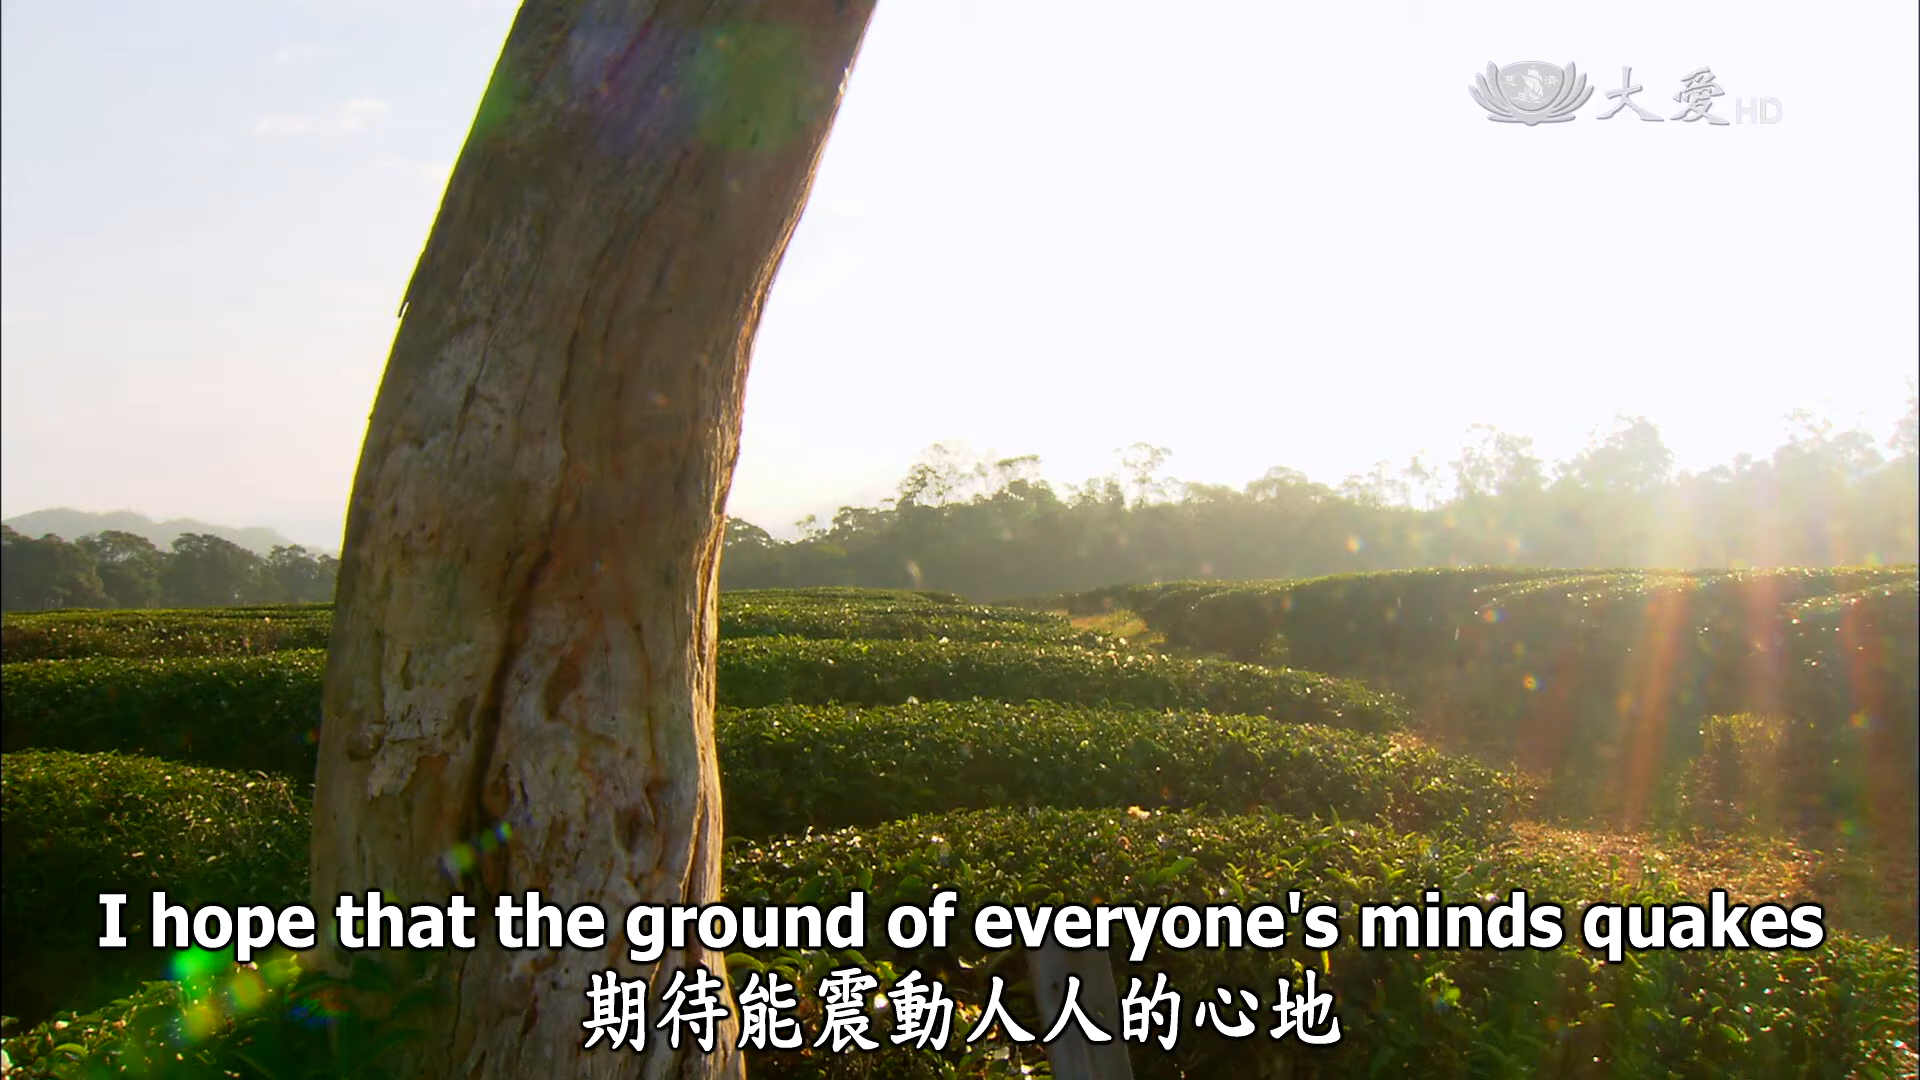 大愛HD
I hope that the ground of everyone's minds quakes
期待能震動人人的心地